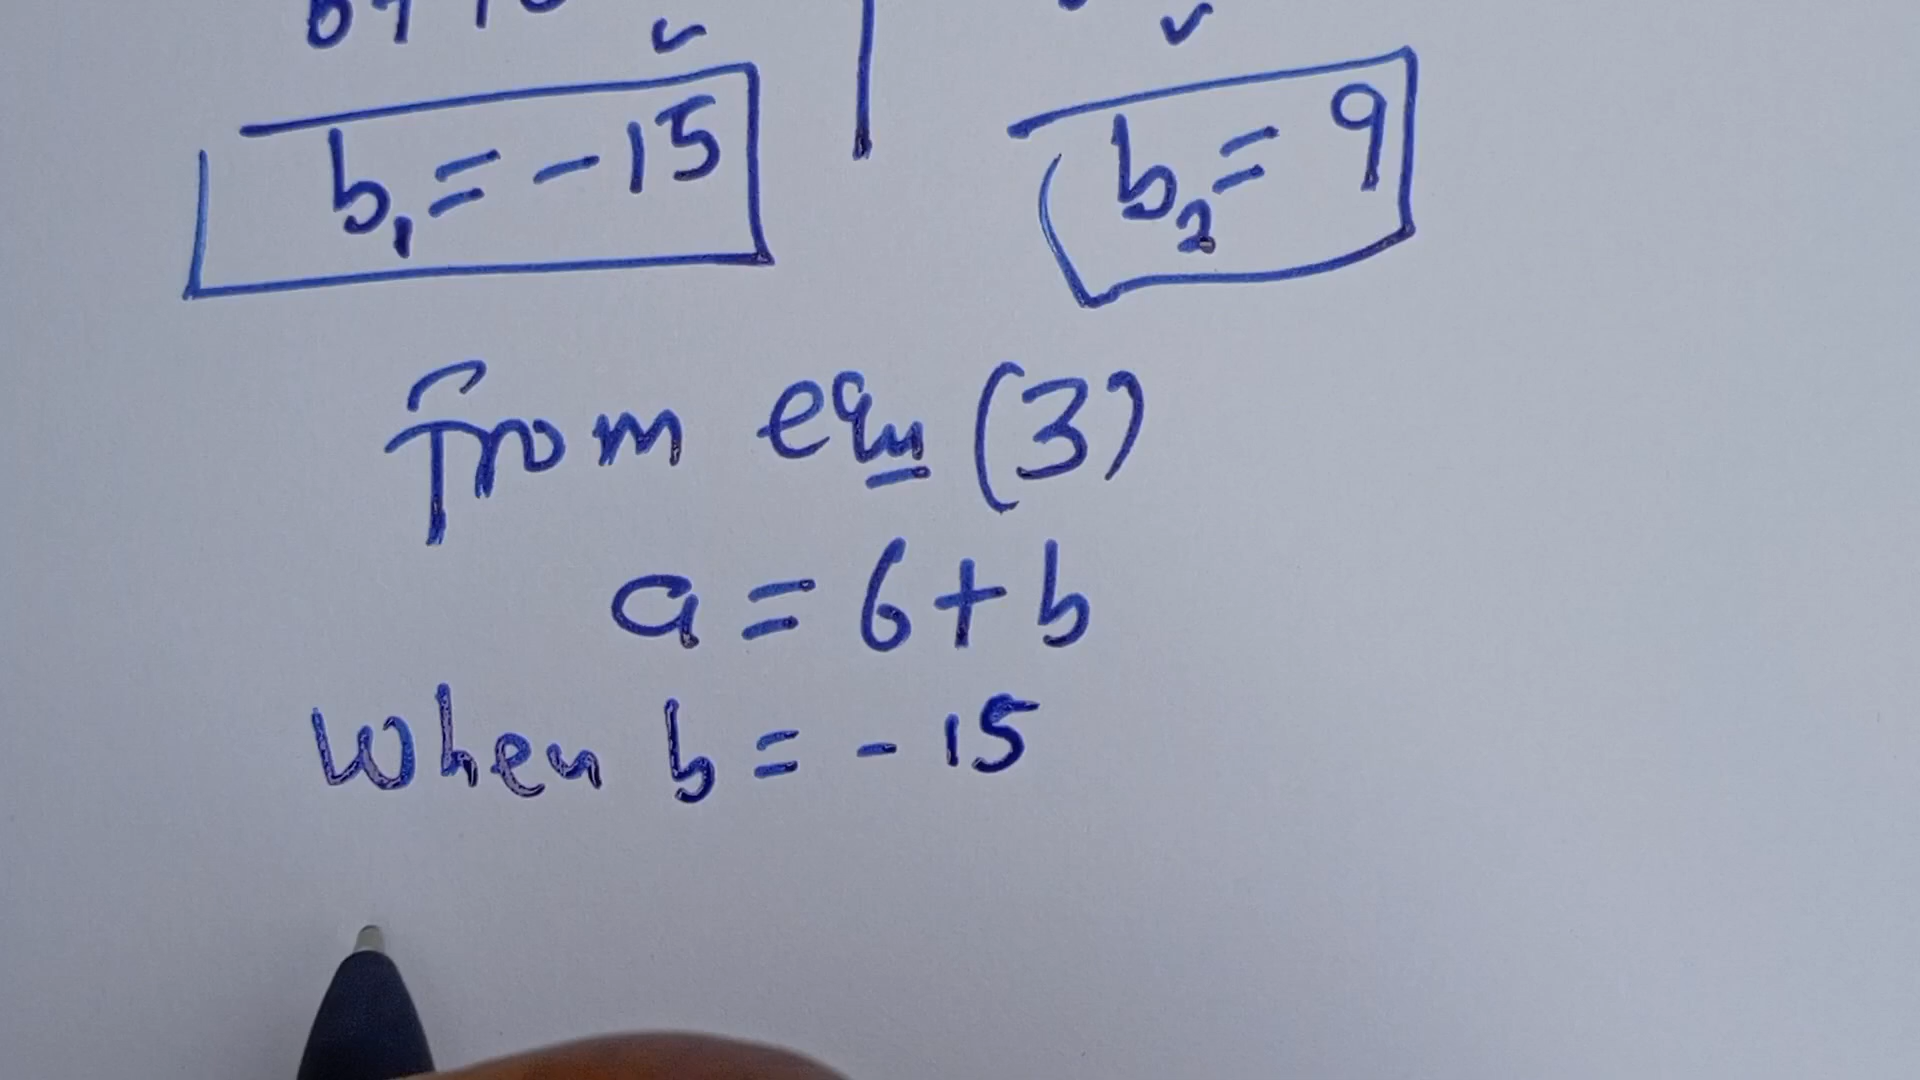 b₁ = -15
b₂ = 9
from eqn (3)
a = 6 + b
When b = -15